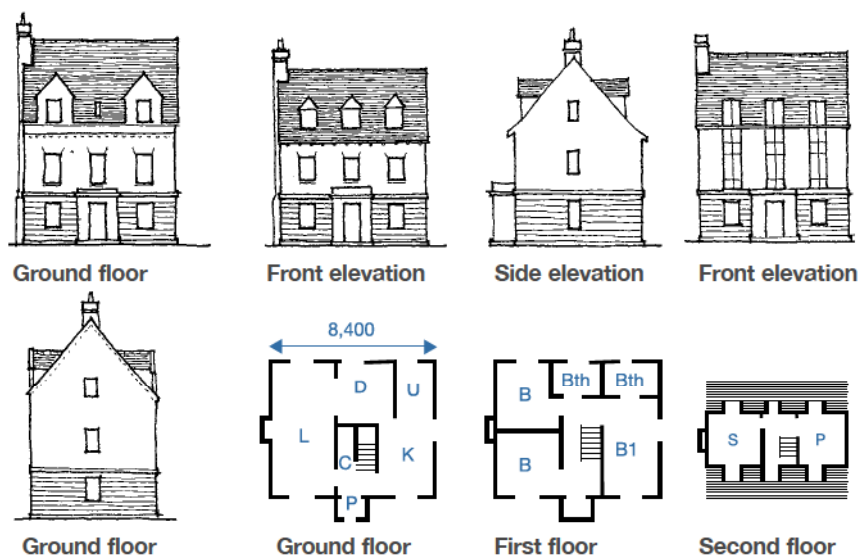 Ground floor
Front elevation
Side elevation
Front elevation
8,400
D
U
L
C
K
P
Bth
Bth
B
B
B1
S
P
Ground floor
Ground floor
First floor
Second floor